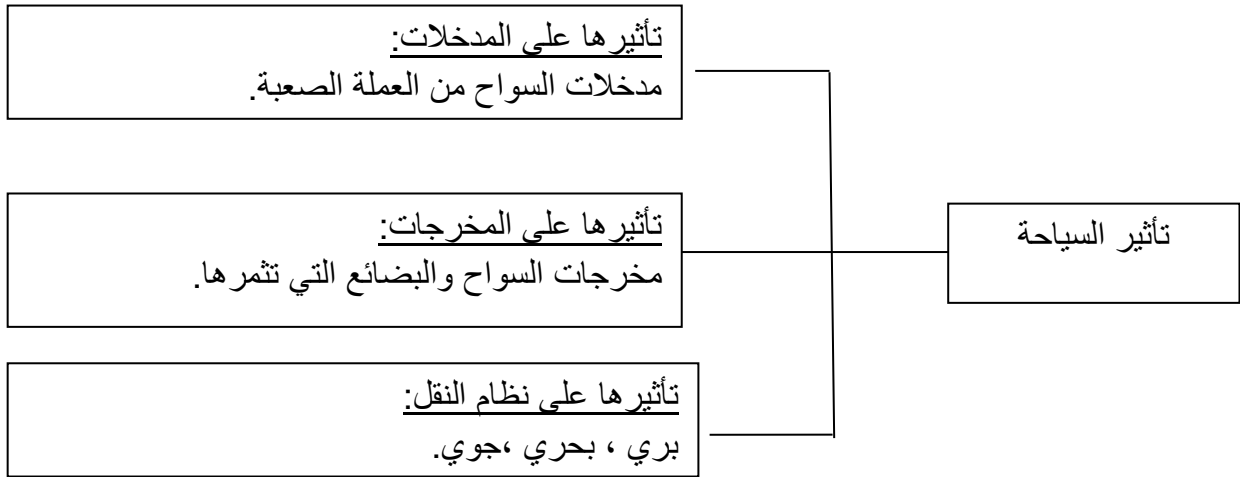 تأثير السياحة
تأثيرها على المدخلات:
مدخلات السواح من العملة الصعبة.
تأثيرها على المخرجات:
مخرجات السواح والبضائع التي تثمرها.
تأثيرها على نظام النقل:
بري ، بحري ،جوي.